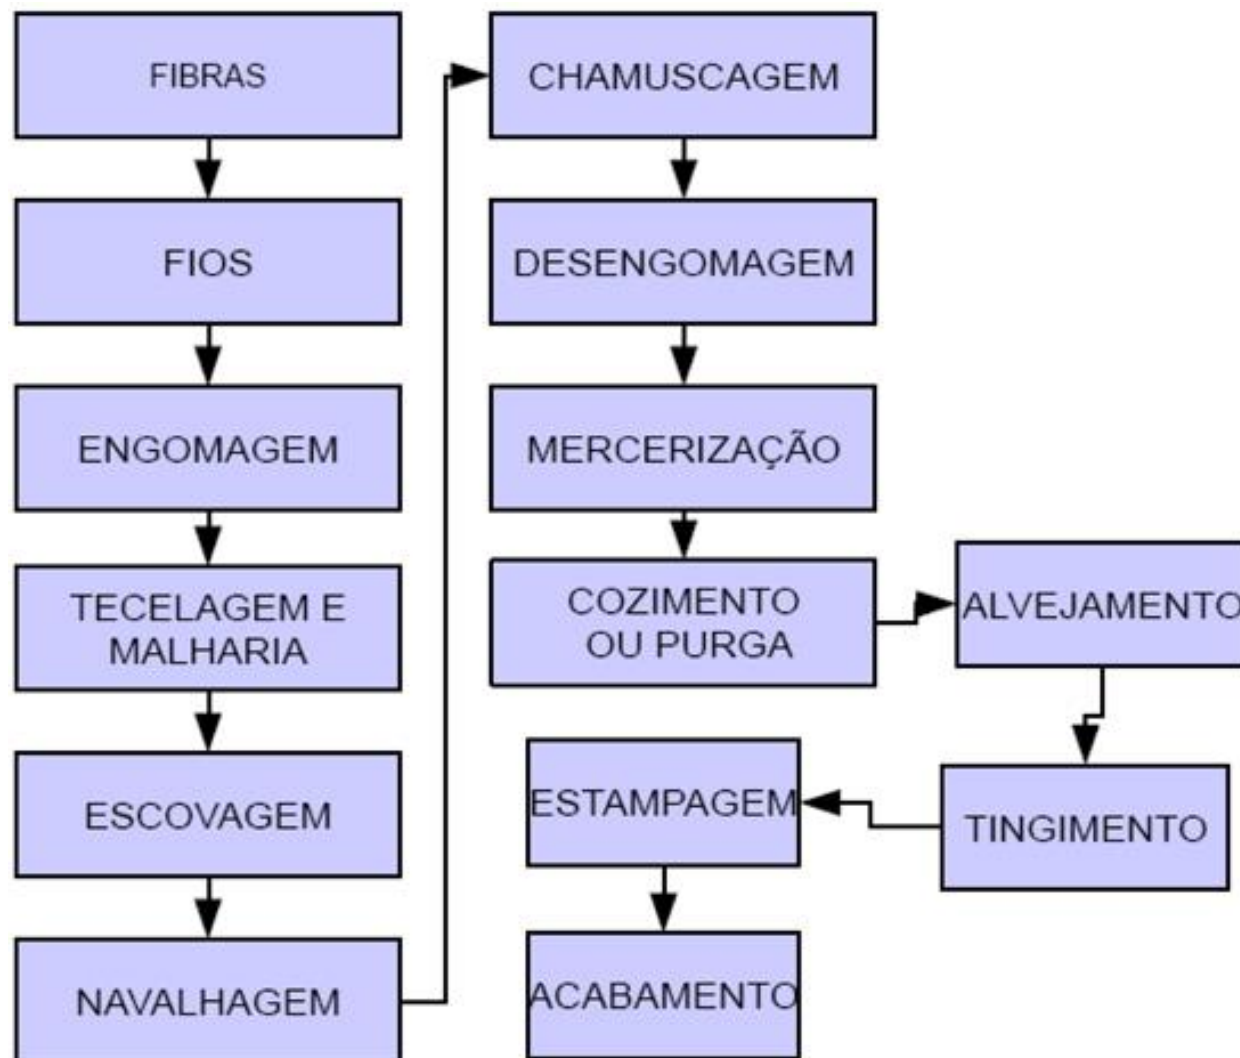 FIBRAS
FIOS
ENGOMAGEM
TECELAGEM E
MALHARIA
ESCOVAGEM
NAVALHAGEM
CHAMUSCAGEM
DESENGOMAGEM
MERCERIZAÇÃO
COZIMENTO
OU PURGA
ALVEJAMENTO
TINGIMENTO
ESTAMPAGEM
ACABAMENTO